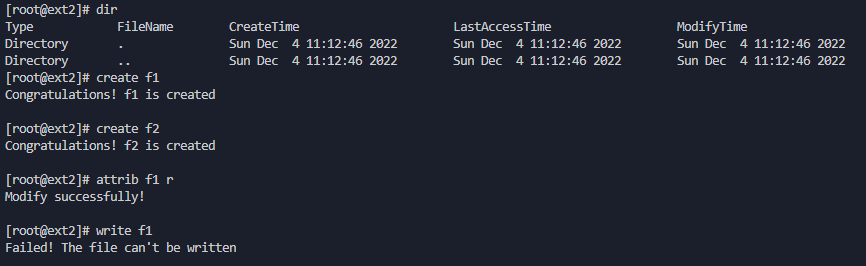 [root@ext2]# dir
Type FileName CreateTime LastAccessTime ModifyTime
Directory . Sun Dec 4 11:12:46 2022 Sun Dec 4 11:12:46 2022 Sun Dec 4 11:12:46 2022
Directory .. Sun Dec 4 11:12:46 2022 Sun Dec 4 11:12:46 2022 Sun Dec 4 11:12:46 2022
[root@ext2]# create f1
Congratulations! f1 is created
[root@ext2]# create f2
Congratulations! f2 is created
[root@ext2]# attrib f1 r
Modify successfully!
[root@ext2]# write f1
Failed! The file can't be written